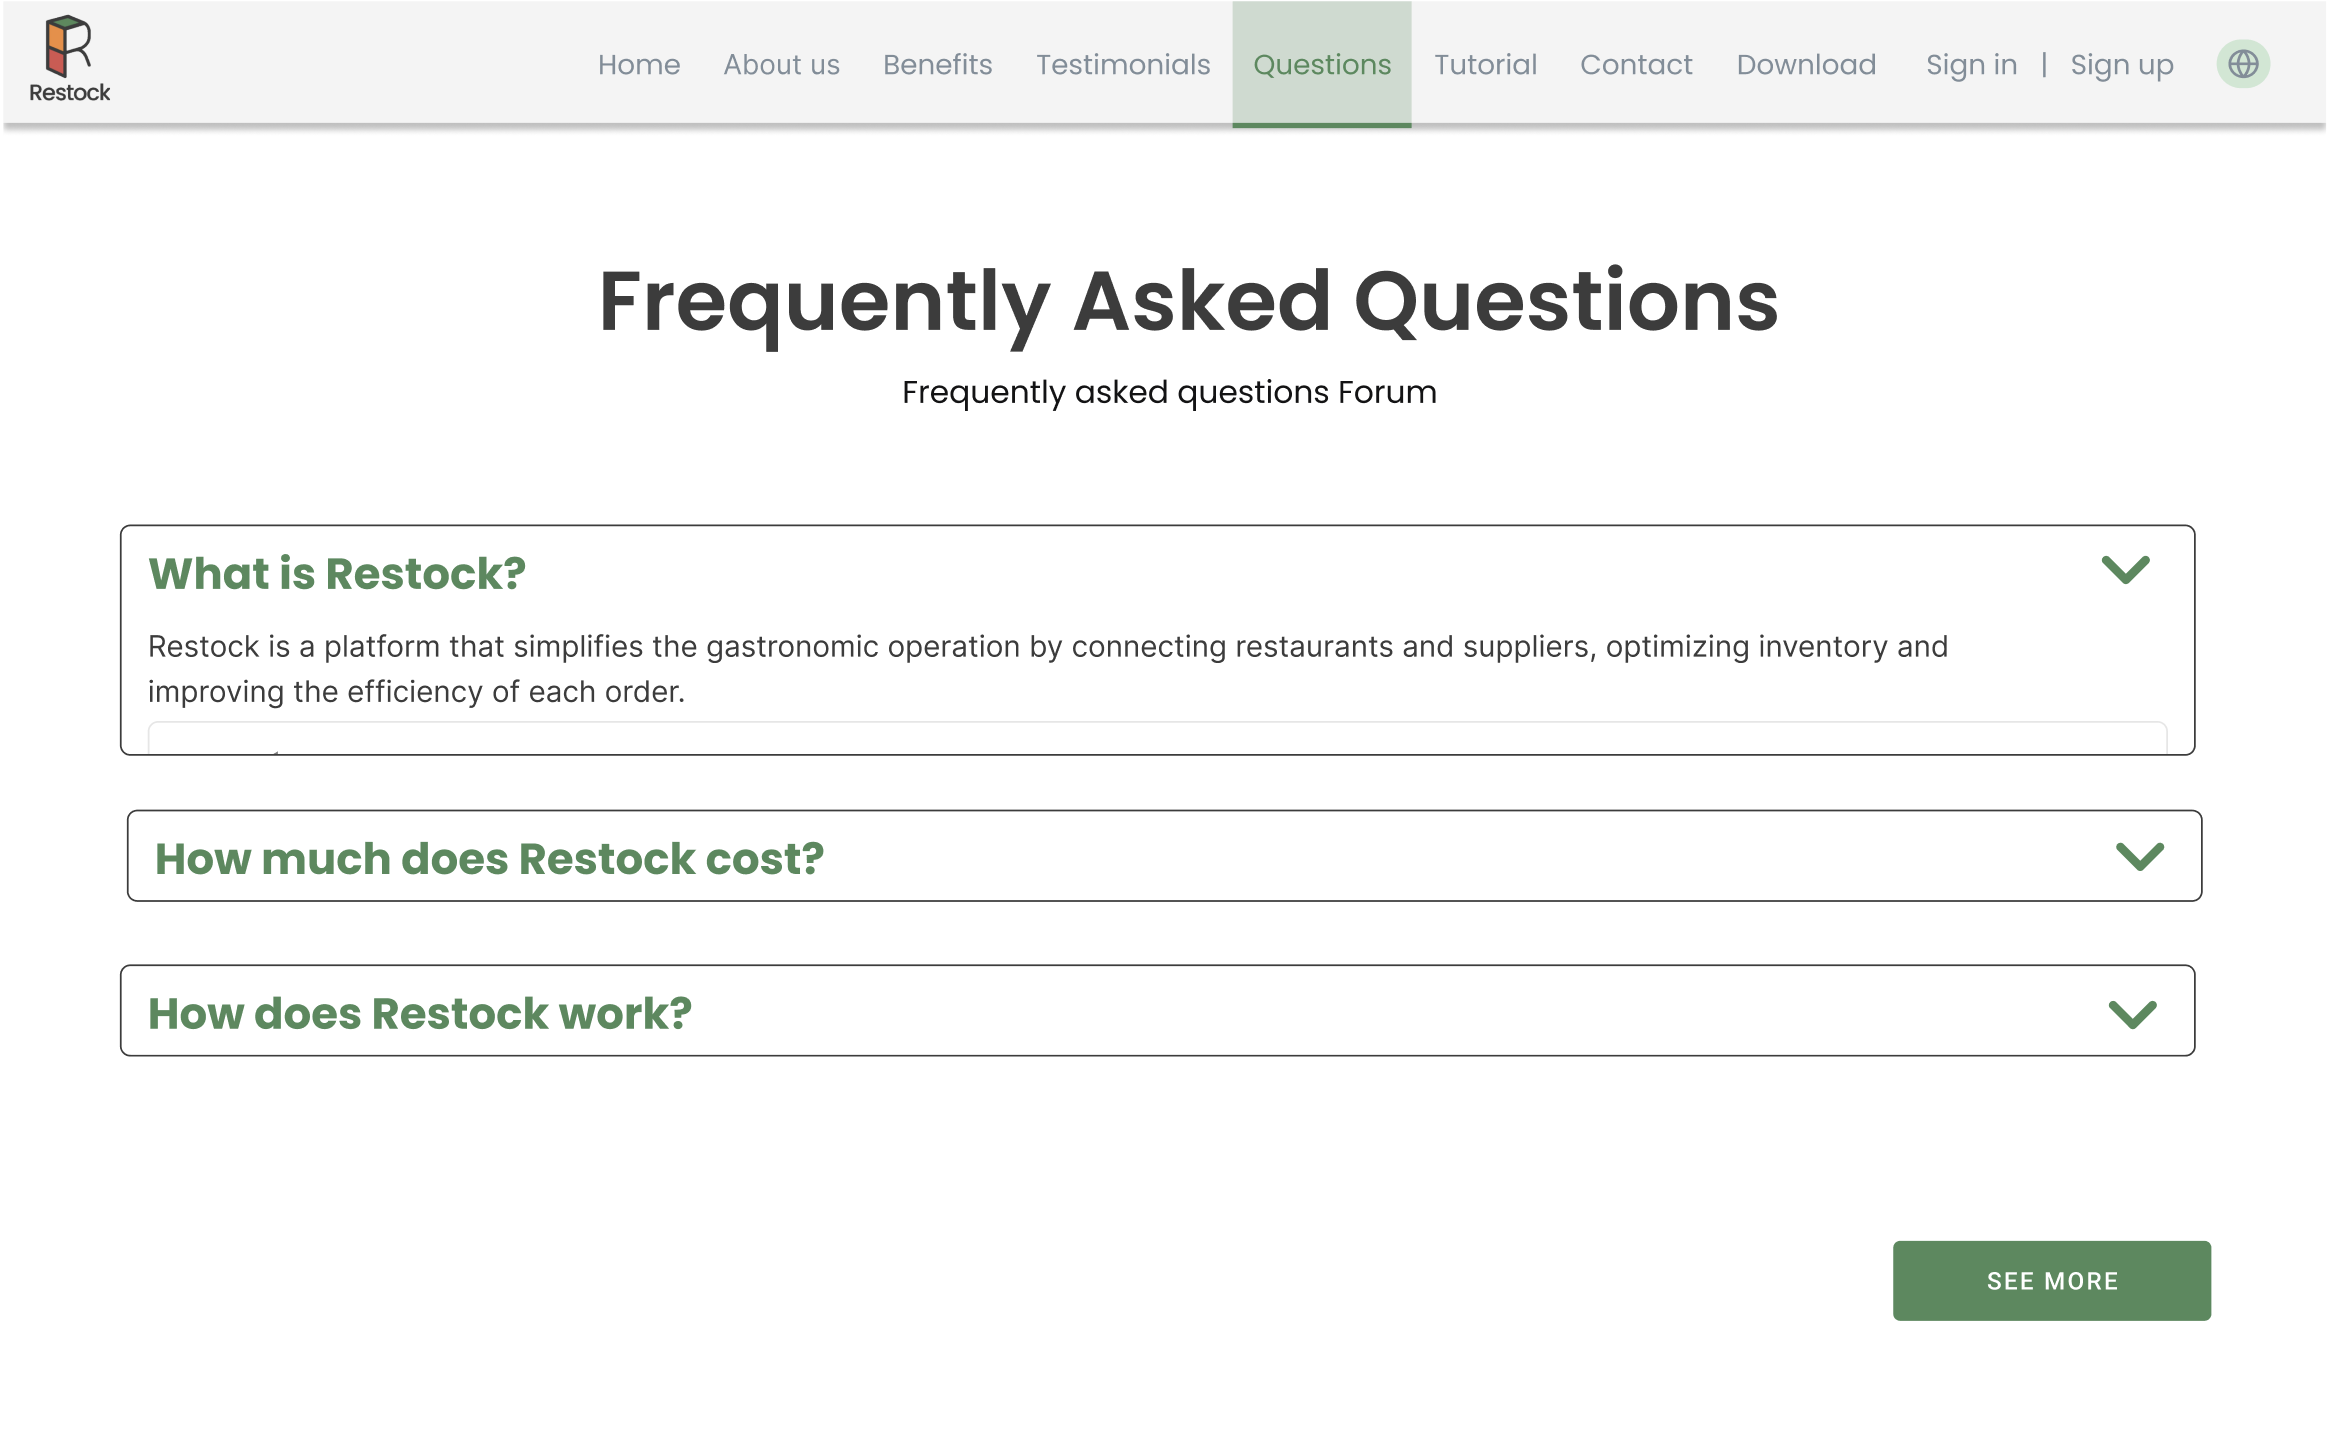 Restock
Home About us Benefits Testimonials Questions Tutorial Contact Download Sign in | Sign up
Frequently Asked Questions
Frequently asked questions Forum
What is Restock?
Restock is a platform that simplifies the gastronomic operation by connecting restaurants and suppliers, optimizing inventory and
improving the efficiency of each order.
How much does Restock cost?
How does Restock work?
SEE MORE